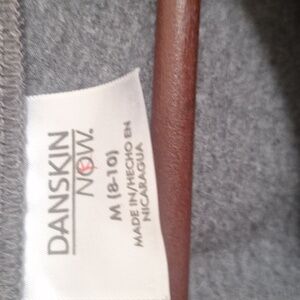 DANSKIN
NOW.
M (8-10)
MADE IN/HECHO EN
NICARAGUA